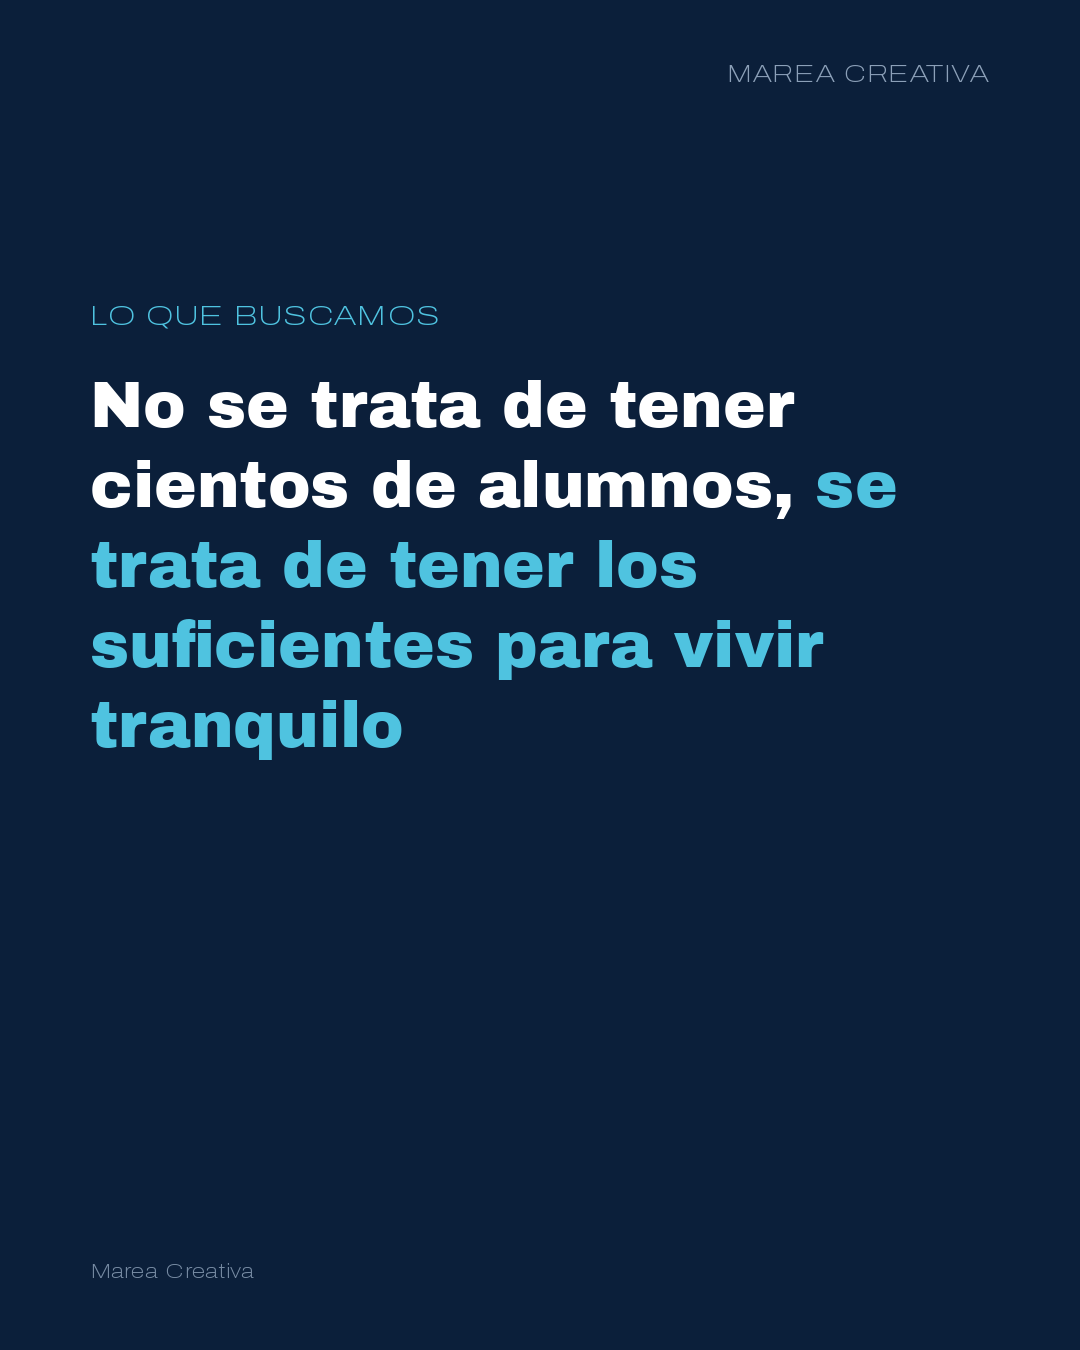 MAREA CREATIVA
LO QUE BUSCAMOS
No se trata de tener
cientos de alumnos, se
trata de tener los
suficientes para vivir
tranquilo
Marea Creativa